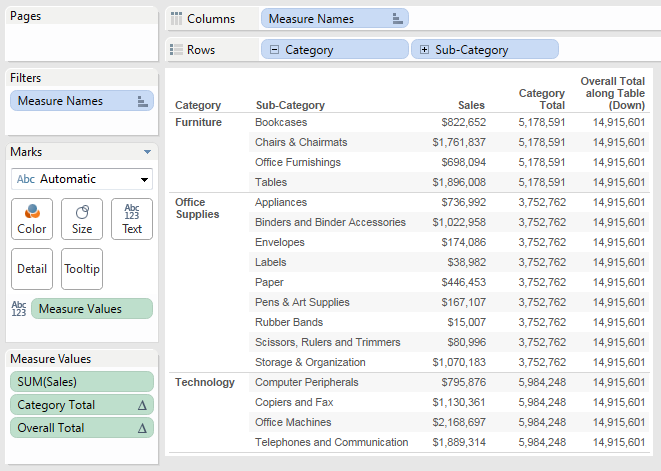 Pages
Columns Measure Names
Rows Category Sub-Category
Filters
Measure Names
Marks
Abc Automatic
Color Size Abc 123 Text
Detail Tooltip
Abc 123 Measure Values
Measure Values
SUM(Sales)
Category Total Δ
Overall Total Δ
Overall Total
Category along Table
Category Sub-Category Sales Total (Down)
Furniture Bookcases $822,652 5,178,591 14,915,601
Chairs & Chairmats $1,761,837 5,178,591 14,915,601
Office Furnishings $698,094 5,178,591 14,915,601
Tables $1,896,008 5,178,591 14,915,601
Office Supplies Appliances $736,992 3,752,762 14,915,601
Binders and Binder Accessories $1,022,958 3,752,762 14,915,601
Envelopes $174,086 3,752,762 14,915,601
Labels $38,982 3,752,762 14,915,601
Paper $446,453 3,752,762 14,915,601
Pens & Art Supplies $167,107 3,752,762 14,915,601
Rubber Bands $15,007 3,752,762 14,915,601
Scissors, Rulers and Trimmers $80,996 3,752,762 14,915,601
Storage & Organization $1,070,183 3,752,762 14,915,601
Technology Computer Peripherals $795,876 5,984,248 14,915,601
Copiers and Fax $1,130,361 5,984,248 14,915,601
Office Machines $2,168,697 5,984,248 14,915,601
Telephones and Communication $1,889,314 5,984,248 14,915,601